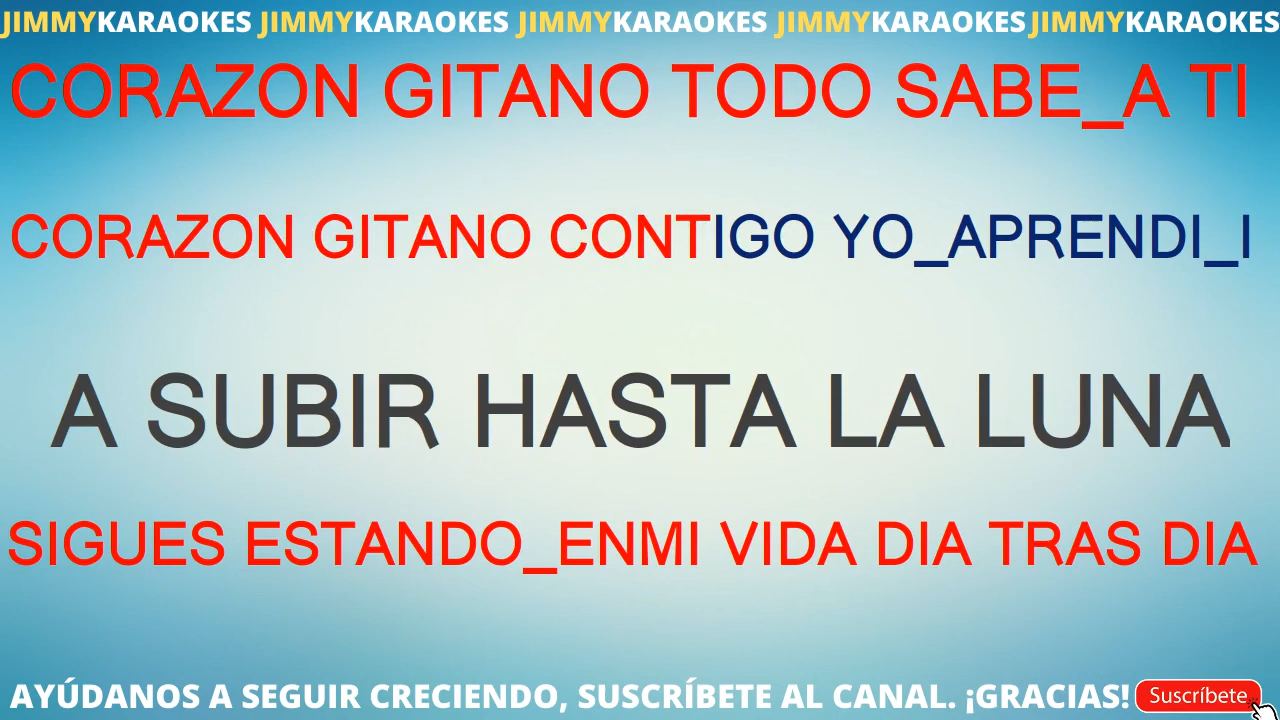 JIMMYKARAOKES JIMMYKARAOKES JIMMYKARAOKES JIMMYKARAOKES JIMMYKARAOKES
CORAZON GITANO TODO SABE_A TI
CORAZON GITANO CONTIGO YO_APRENDI_I
A SUBIR HASTA LA LUNA
SIGUES ESTANDO_ENMI VIDA DIA TRAS DIA
AYÚDANOS A SEGUIR CRECIENDO, SUSCRÍBETE AL CANAL. ¡GRACIAS! Suscríbete